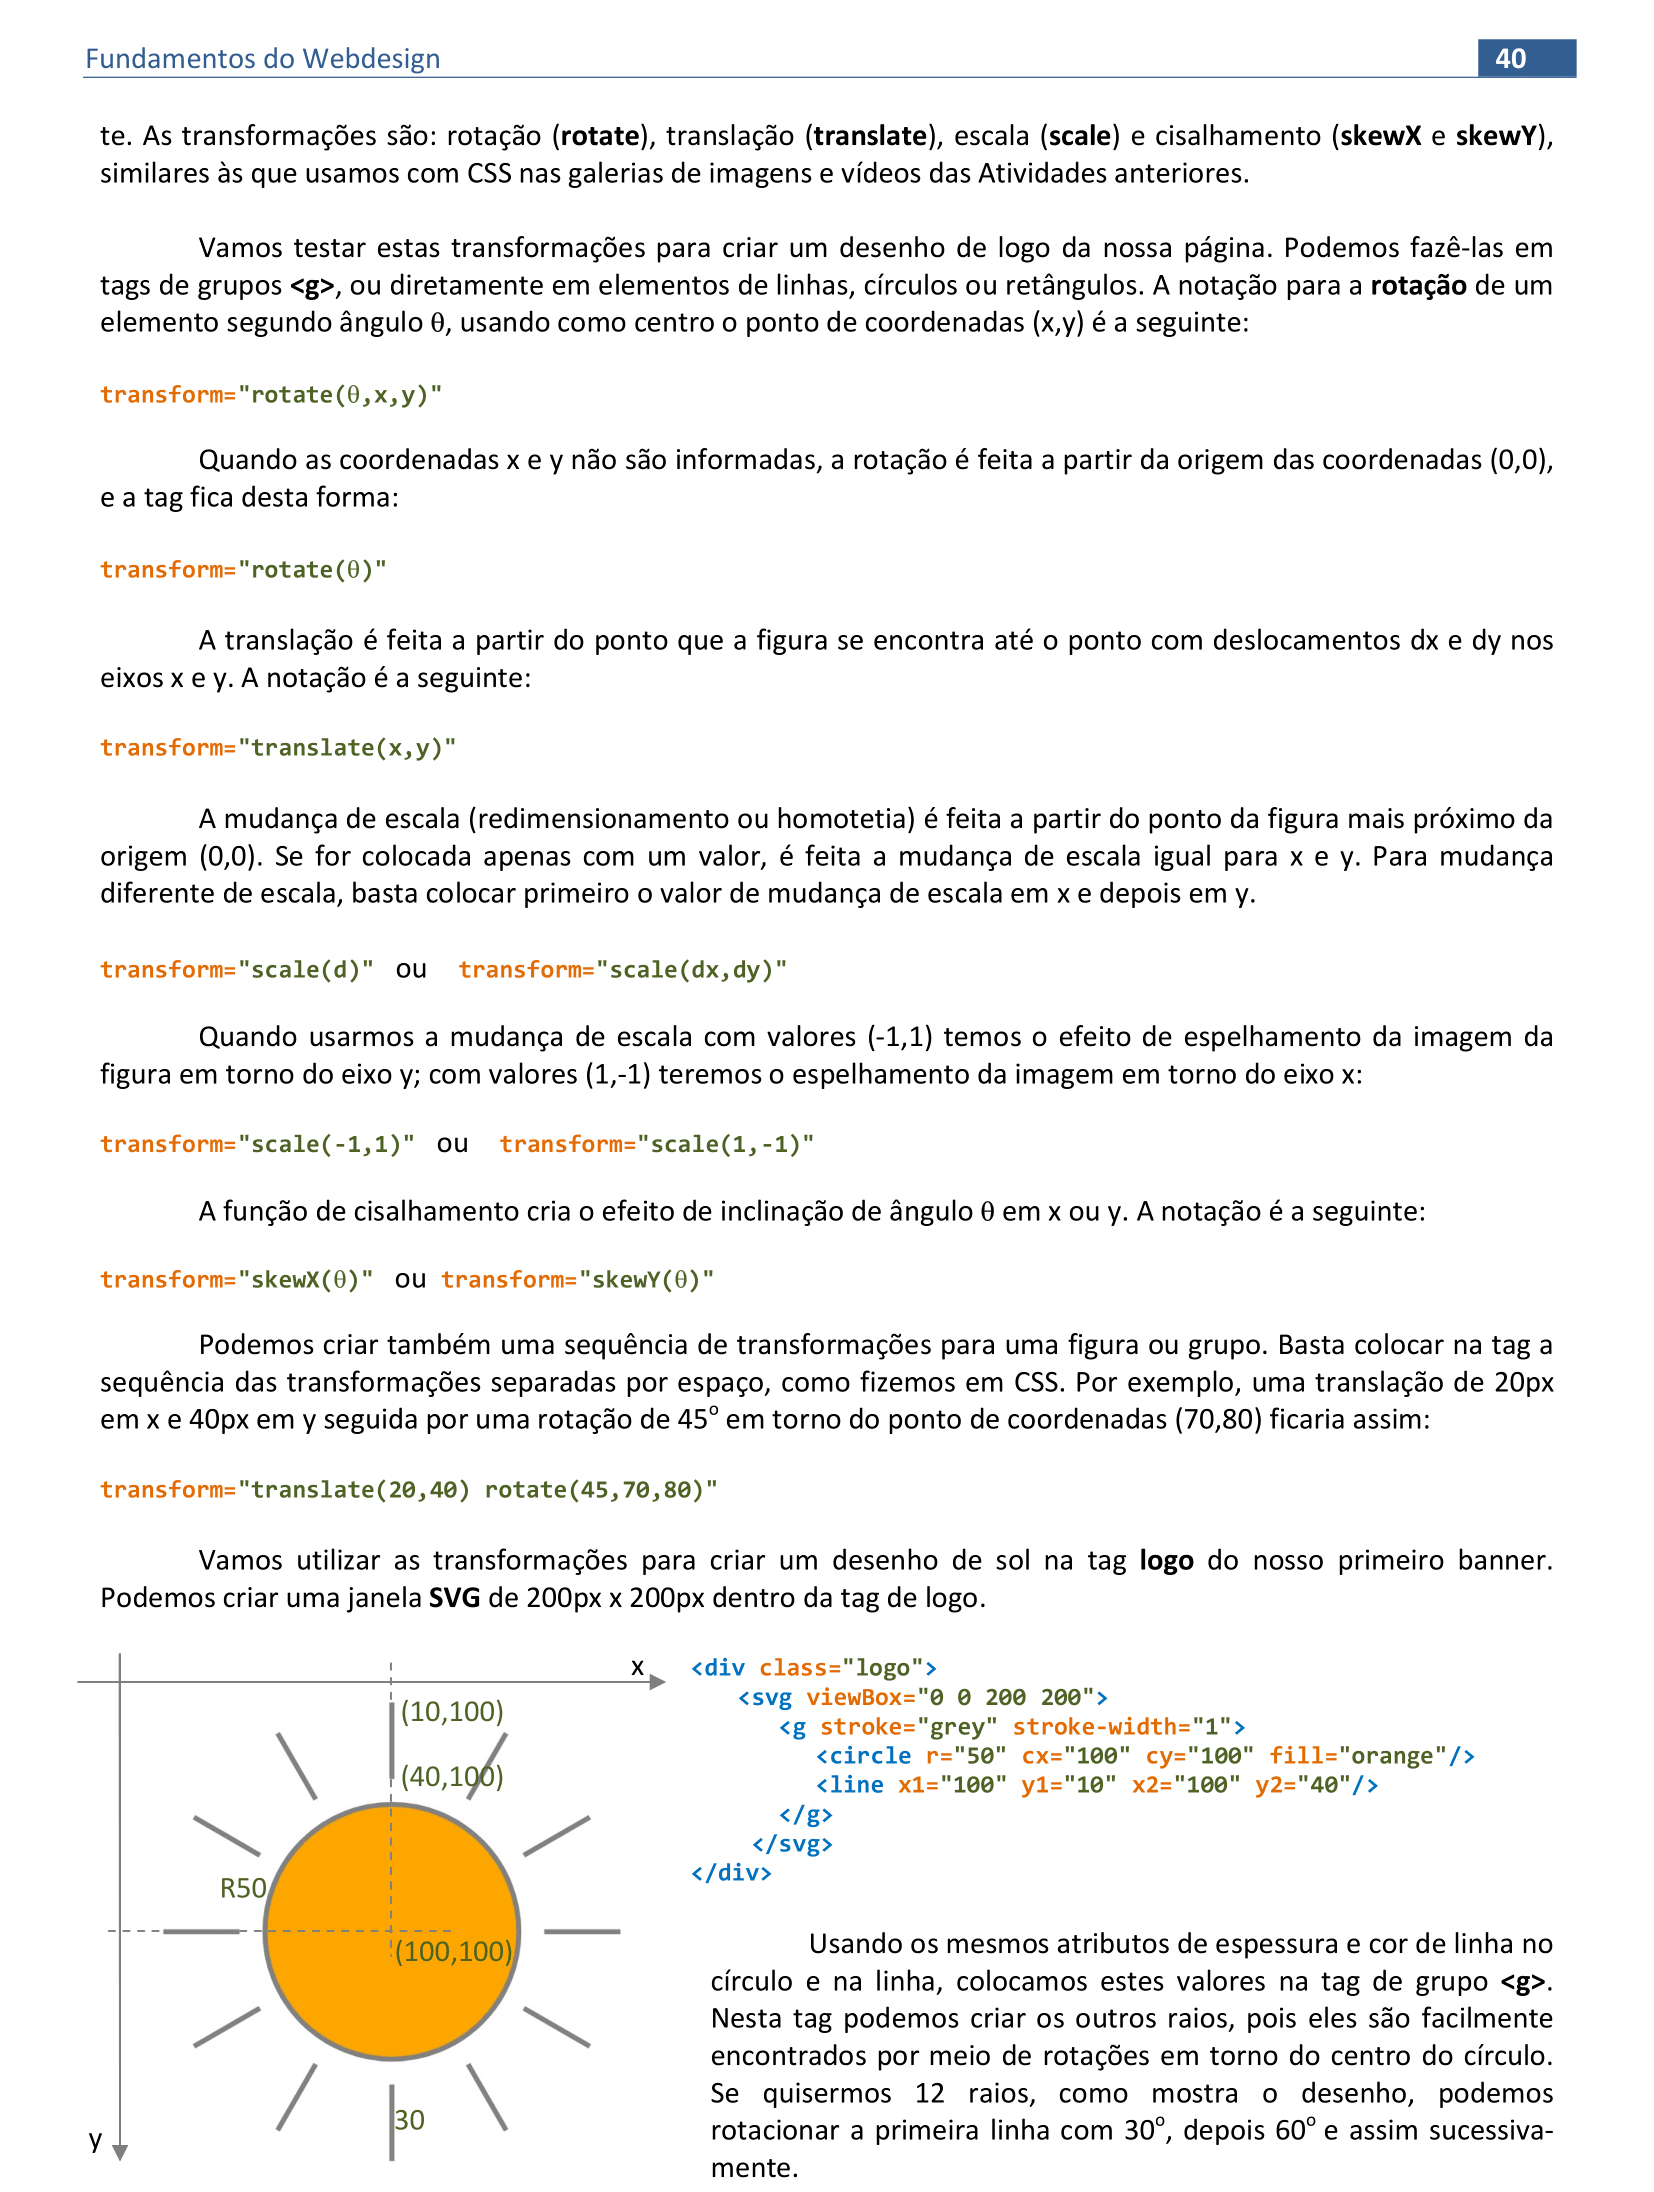 Fundamentos do Webdesign 40
te. As transformações são: rotação (rotate), translação (translate), escala (scale) e cisalhamento (skewX e skewY),
similares às que usamos com CSS nas galerias de imagens e vídeos das Atividades anteriores.
Vamos testar estas transformações para criar um desenho de logo da nossa página. Podemos fazê-las em
tags de grupos <g>, ou diretamente em elementos de linhas, círculos ou retângulos. A notação para a rotação de um
elemento segundo ângulo θ, usando como centro o ponto de coordenadas (x,y) é a seguinte:
transform="rotate(θ,x,y)"
Quando as coordenadas x e y não são informadas, a rotação é feita a partir da origem das coordenadas (0,0),
e a tag fica desta forma:
transform="rotate(θ)"
A translação é feita a partir do ponto que a figura se encontra até o ponto com deslocamentos dx e dy nos
eixos x e y. A notação é a seguinte:
transform="translate(x,y)"
A mudança de escala (redimensionamento ou homotetia) é feita a partir do ponto da figura mais próximo da
origem (0,0). Se for colocada apenas com um valor, é feita a mudança de escala igual para x e y. Para mudança
diferente de escala, basta colocar primeiro o valor de mudança de escala em x e depois em y.
transform="scale(d)" ou transform="scale(dx,dy)"
Quando usarmos a mudança de escala com valores (-1,1) temos o efeito de espelhamento da imagem da
figura em torno do eixo y; com valores (1,-1) teremos o espelhamento da imagem em torno do eixo x:
transform="scale(-1,1)" ou transform="scale(1,-1)"
A função de cisalhamento cria o efeito de inclinação de ângulo θ em x ou y. A notação é a seguinte:
transform="skewX(θ)" ou transform="skewY(θ)"
Podemos criar também uma sequência de transformações para uma figura ou grupo. Basta colocar na tag a
sequência das transformações separadas por espaço, como fizemos em CSS. Por exemplo, uma translação de 20px
em x e 40px em y seguida por uma rotação de 45º em torno do ponto de coordenadas (70,80) ficaria assim:
transform="translate(20,40) rotate(45,70,80)"
Vamos utilizar as transformações para criar um desenho de sol na tag logo do nosso primeiro banner.
Podemos criar uma janela SVG de 200px x 200px dentro da tag de logo.
x
(10,100)
(40,100)
R50
(100,100)
30
y
<div class="logo">
<svg viewBox="0 0 200 200">
<g stroke="grey" stroke-width="1">
<circle r="50" cx="100" cy="100" fill="orange"/>
<line x1="100" y1="10" x2="100" y2="40"/>
</g>
</svg>
</div>
Usando os mesmos atributos de espessura e cor de linha no
círculo e na linha, colocamos estes valores na tag de grupo <g>.
Nesta tag podemos criar os outros raios, pois eles são facilmente
encontrados por meio de rotações em torno do centro do círculo.
Se quisermos 12 raios, como mostra o desenho, podemos
rotacionar a primeira linha com 30º, depois 60º e assim sucessiva-
mente.